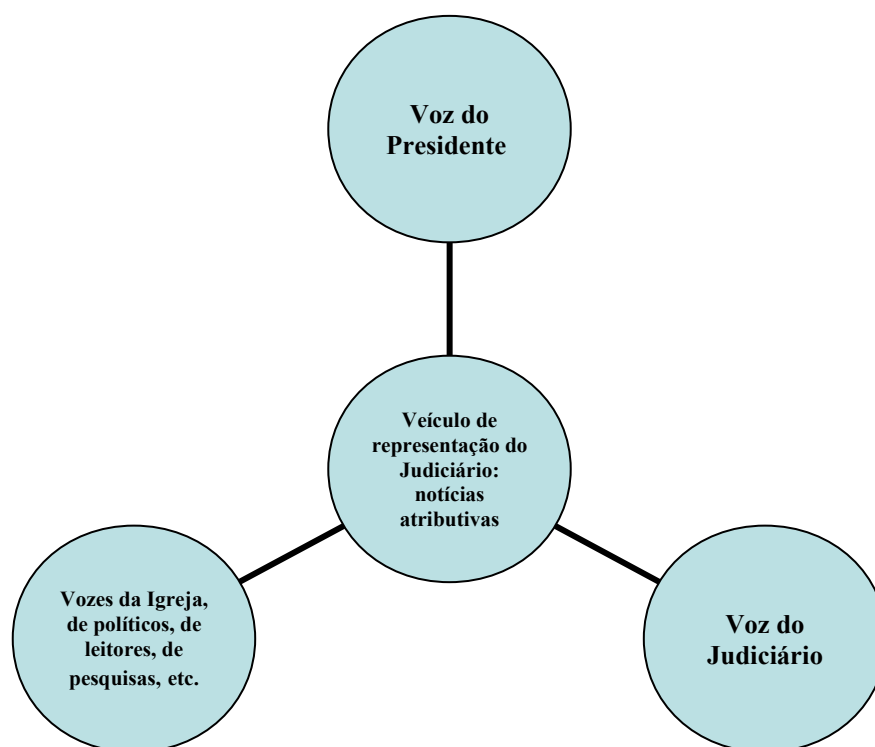 Voz do
Presidente
Veículo de
representação do
Judiciário:
notícias
atributivas
Vozes da Igreja,
de políticos, de
leitores, de
pesquisas, etc.
Voz do
Judiciário